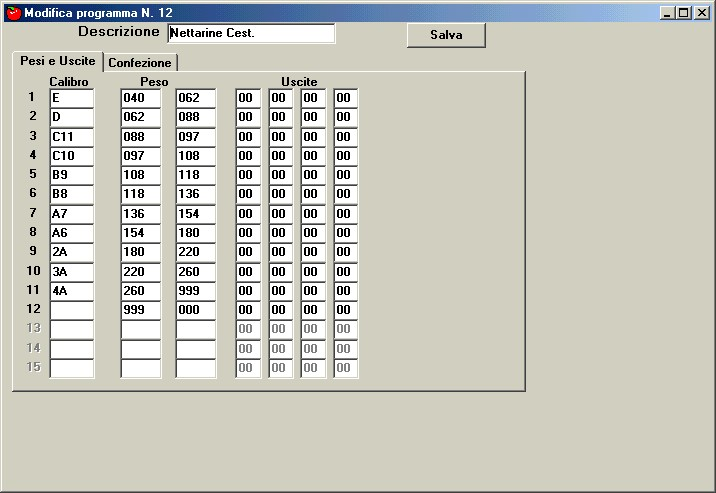 Modifica programma N. 12
Descrizione Nettarine Cest. Salva
Pesi e Uscite Confezione
Calibro Peso Uscite
1 E 040 062 00 00 00 00
2 D 062 088 00 00 00 00
3 C11 088 097 00 00 00 00
4 C10 097 108 00 00 00 00
5 B9 108 118 00 00 00 00
6 B8 118 136 00 00 00 00
7 A7 136 154 00 00 00 00
8 A6 154 180 00 00 00 00
9 2A 180 220 00 00 00 00
10 3A 220 260 00 00 00 00
11 4A 260 999 00 00 00 00
12 999 000 00 00 00 00
13 00 00 00 00
14 00 00 00 00
15 00 00 00 00